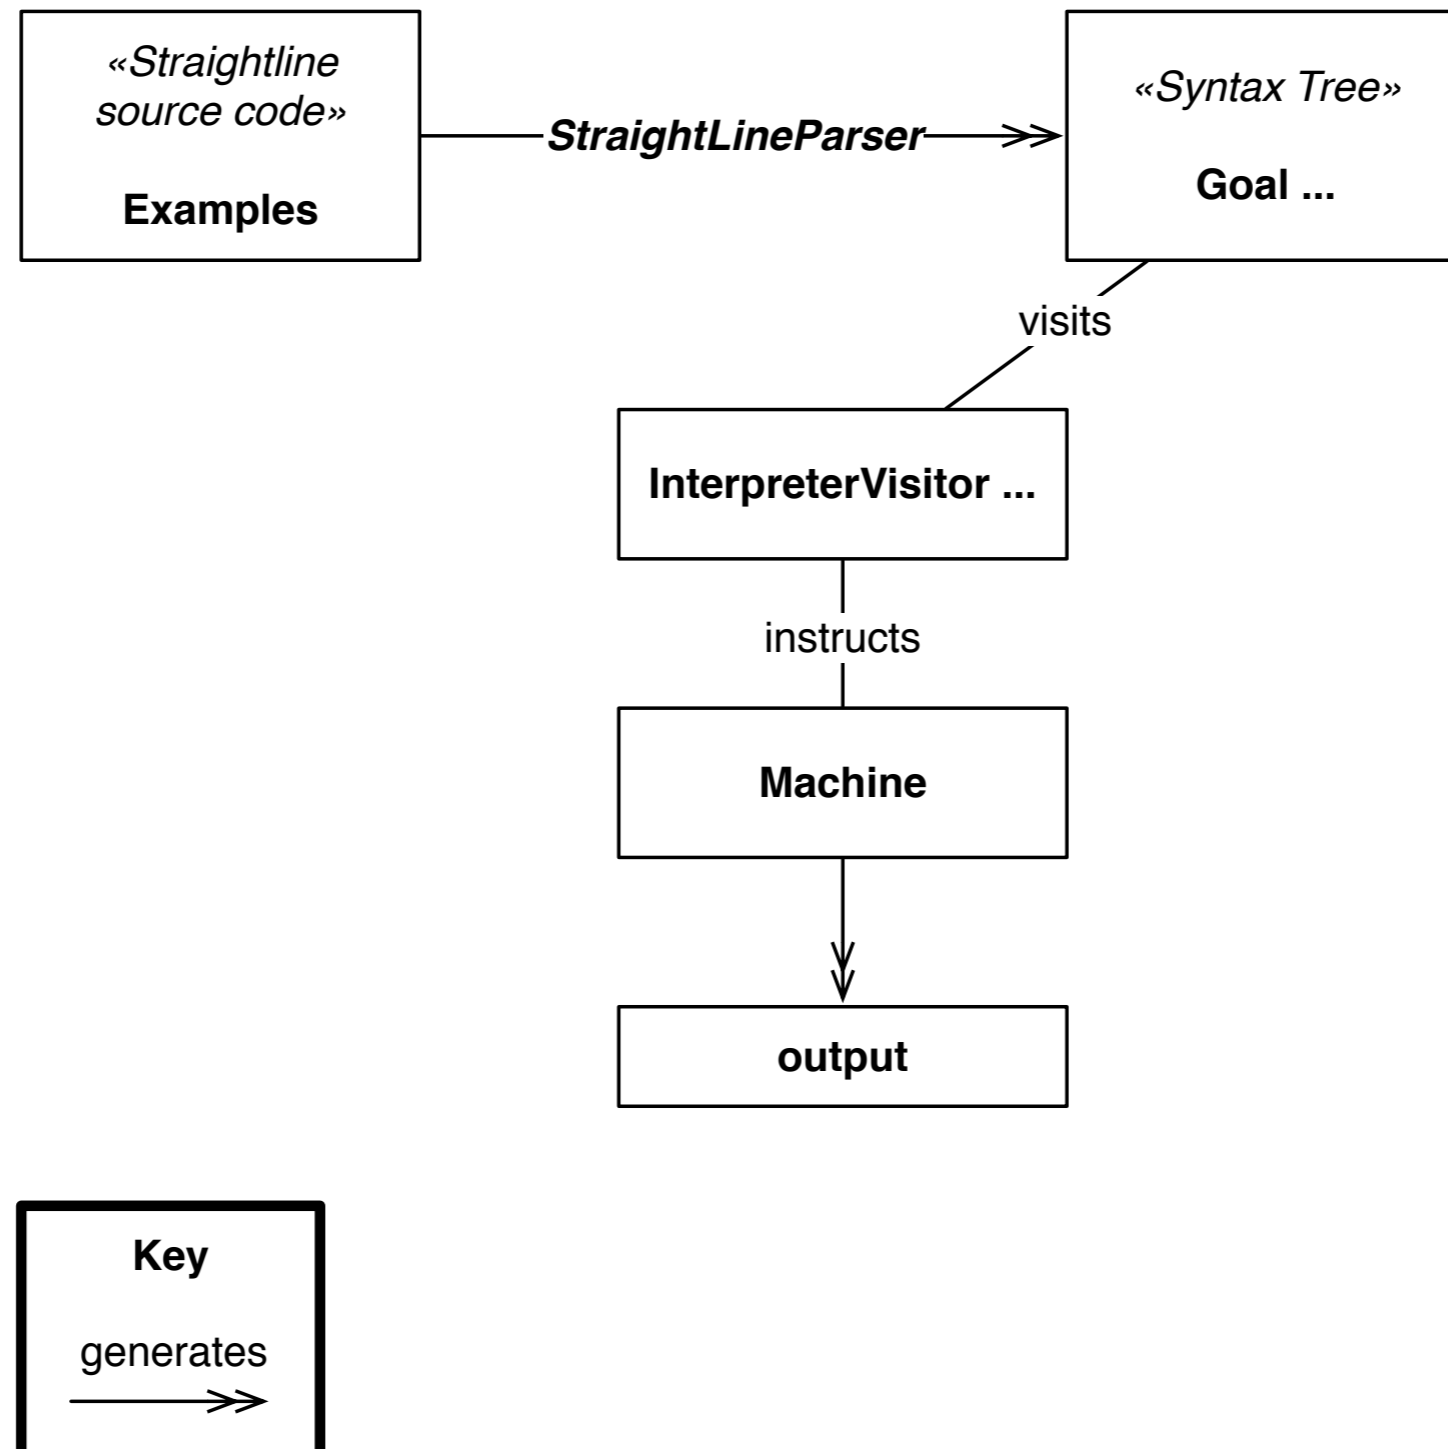 «Straightline
source code»
Examples
StraightLineParser
«Syntax Tree»
Goal ...
visits
InterpreterVisitor ...
instructs
Machine
output
Key
generates